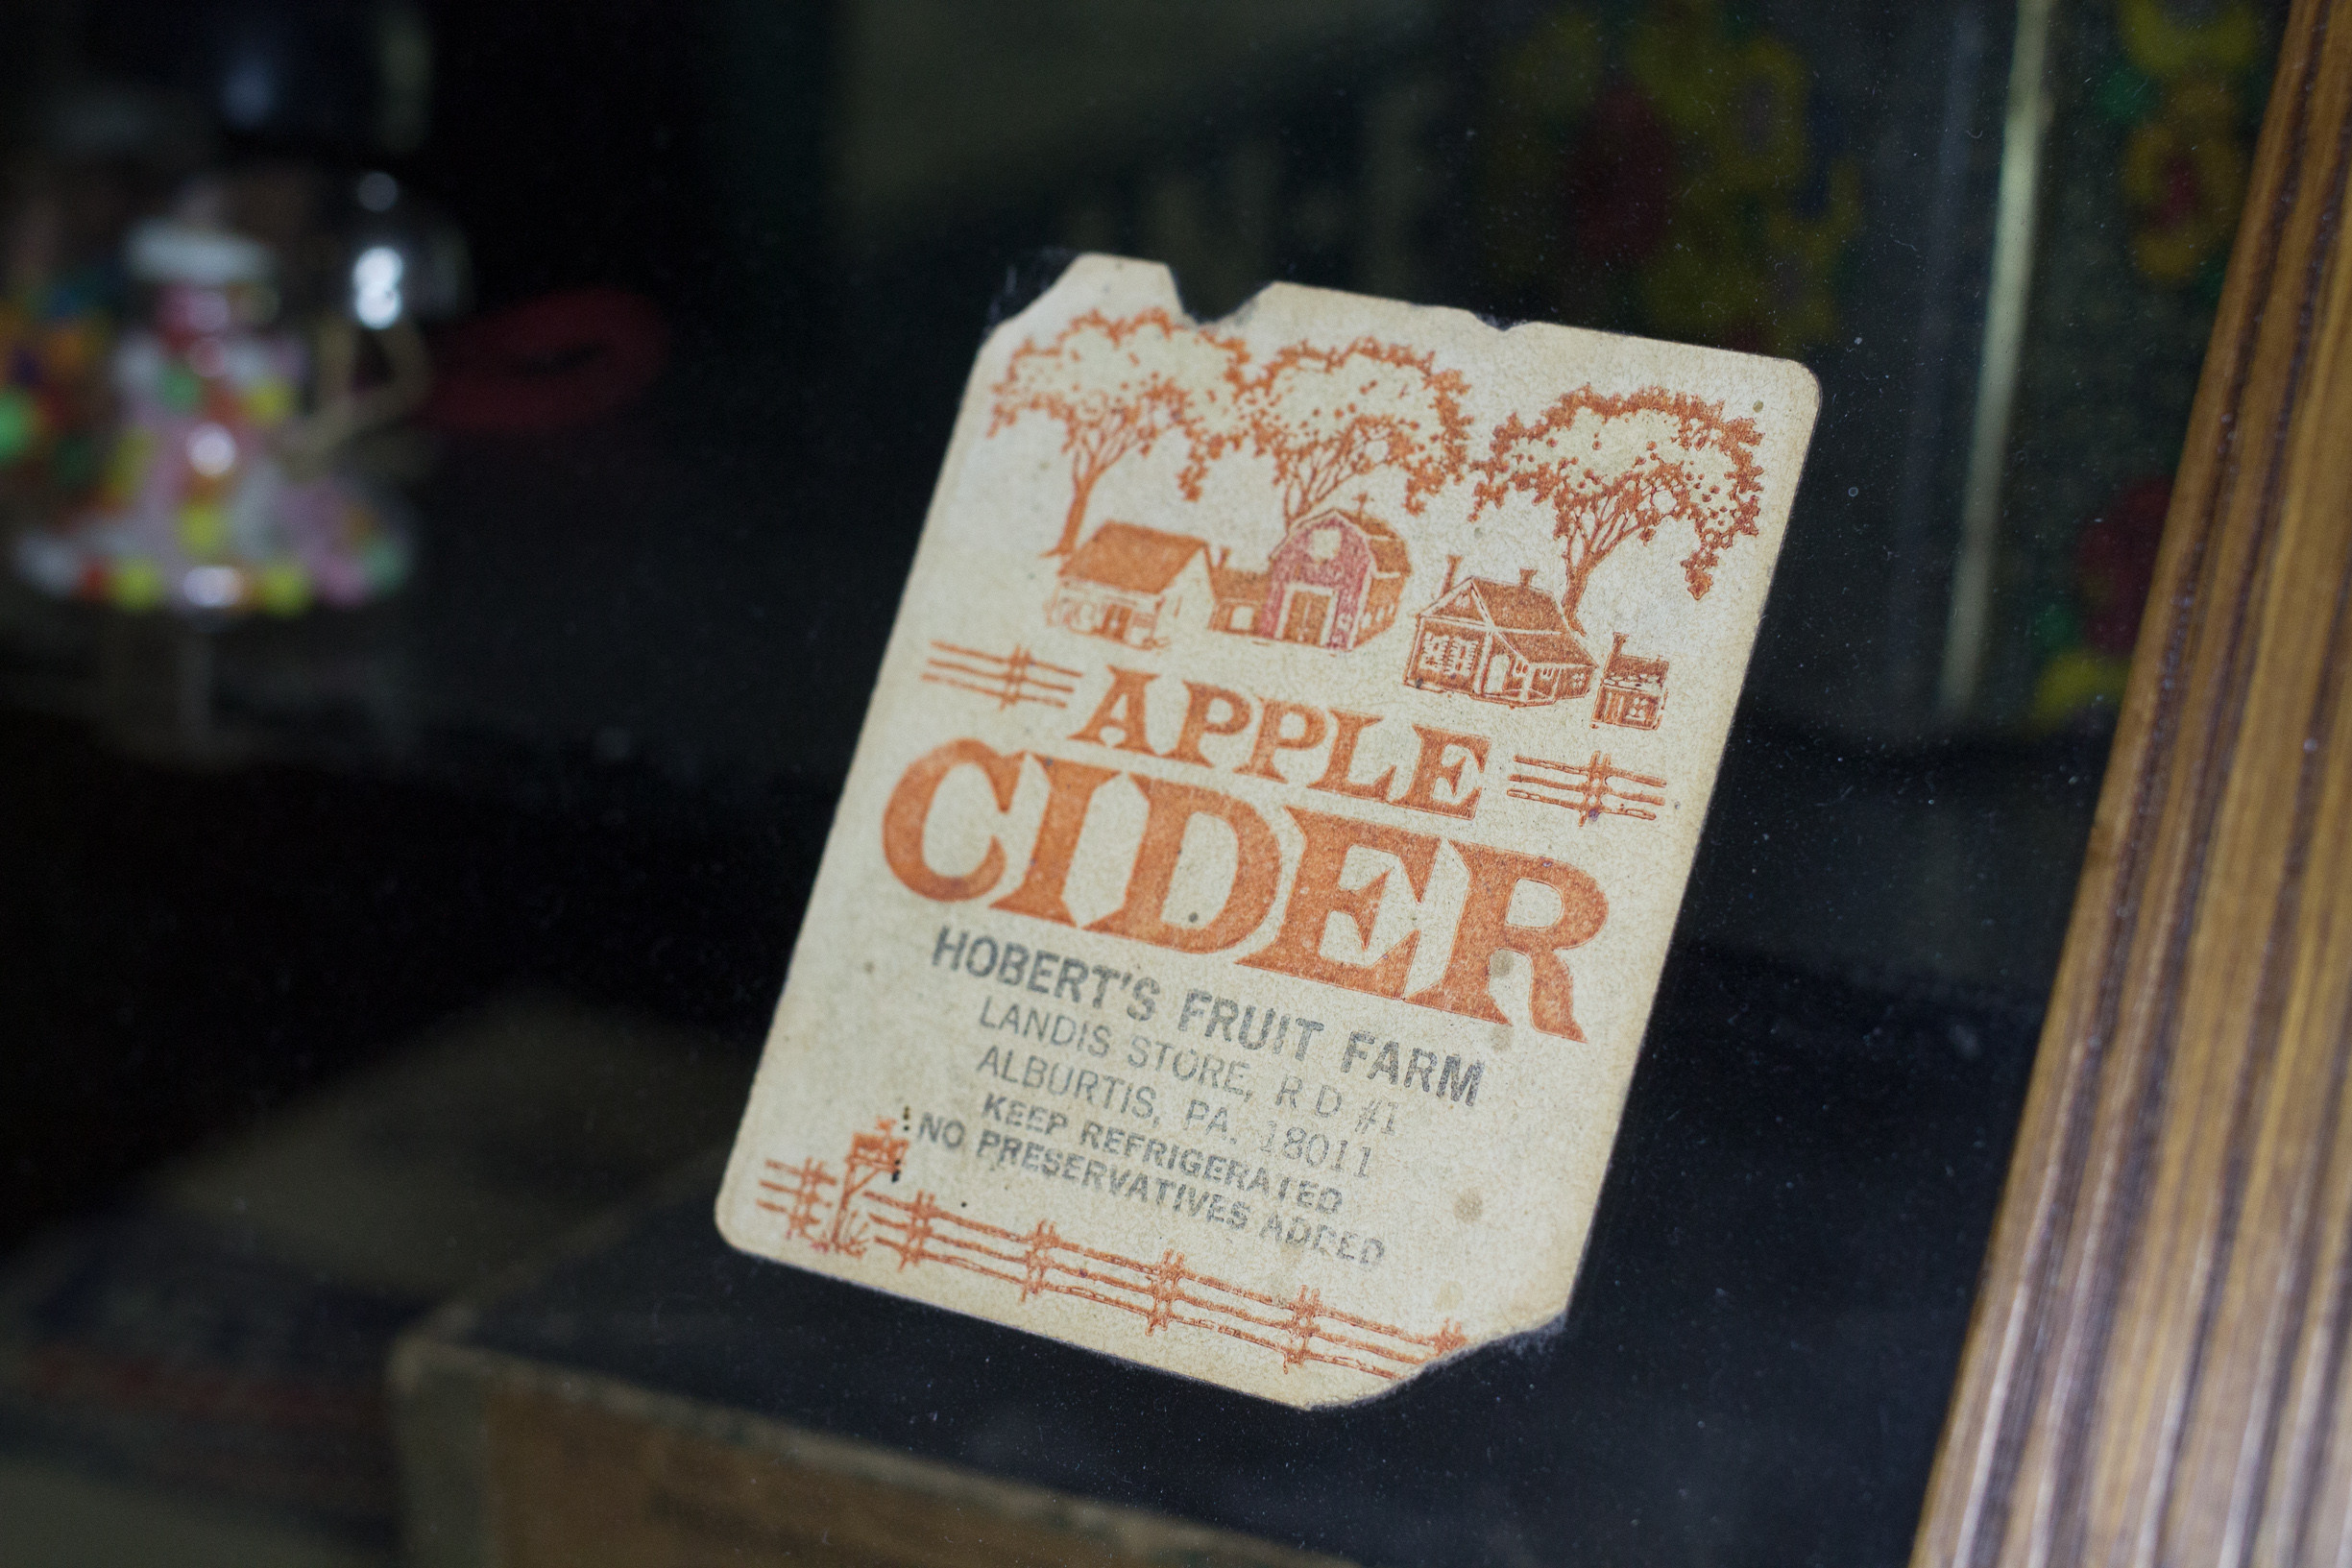 APPLE
CIDER
HOBERT'S FRUIT FARM
LANDIS STORE, R D #1
ALBURTIS, PA. 18011
KEEP REFRIGERATED
NO PRESERVATIVES ADDED